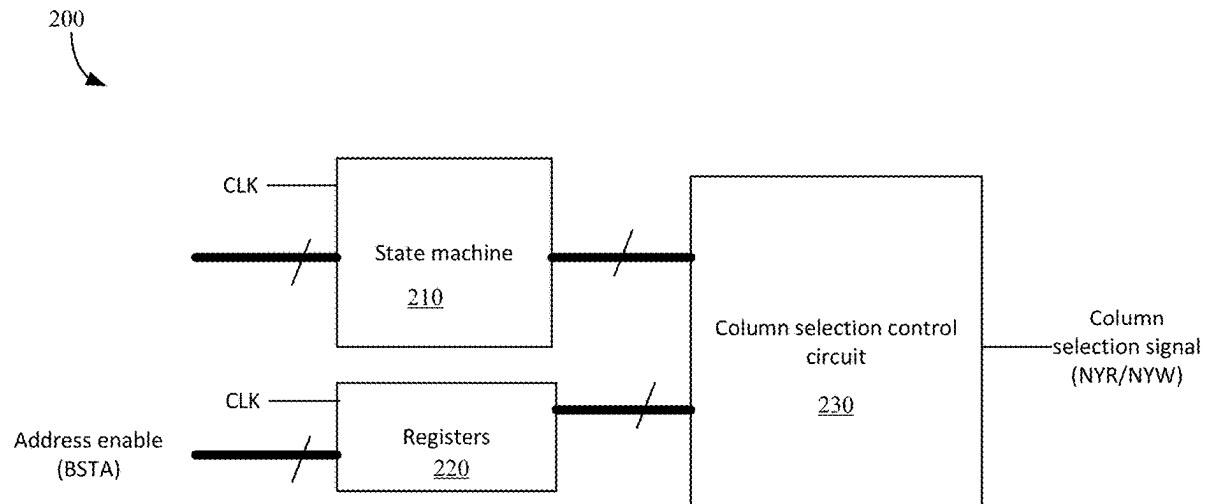 200
CLK
State machine
210
Column selection control
circuit
230
Column
selection signal
(NYR/NYW)
CLK
Registers
220
Address enable
(BSTA)